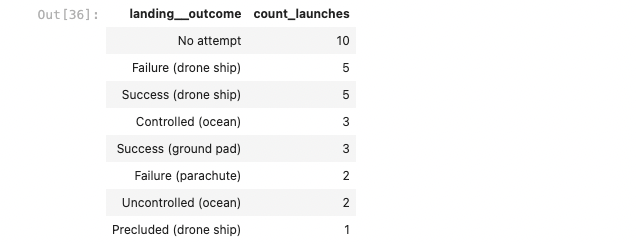 Out[36]: landing__outcome count_launches
No attempt 10
Failure (drone ship) 5
Success (drone ship) 5
Controlled (ocean) 3
Success (ground pad) 3
Failure (parachute) 2
Uncontrolled (ocean) 2
Precluded (drone ship) 1